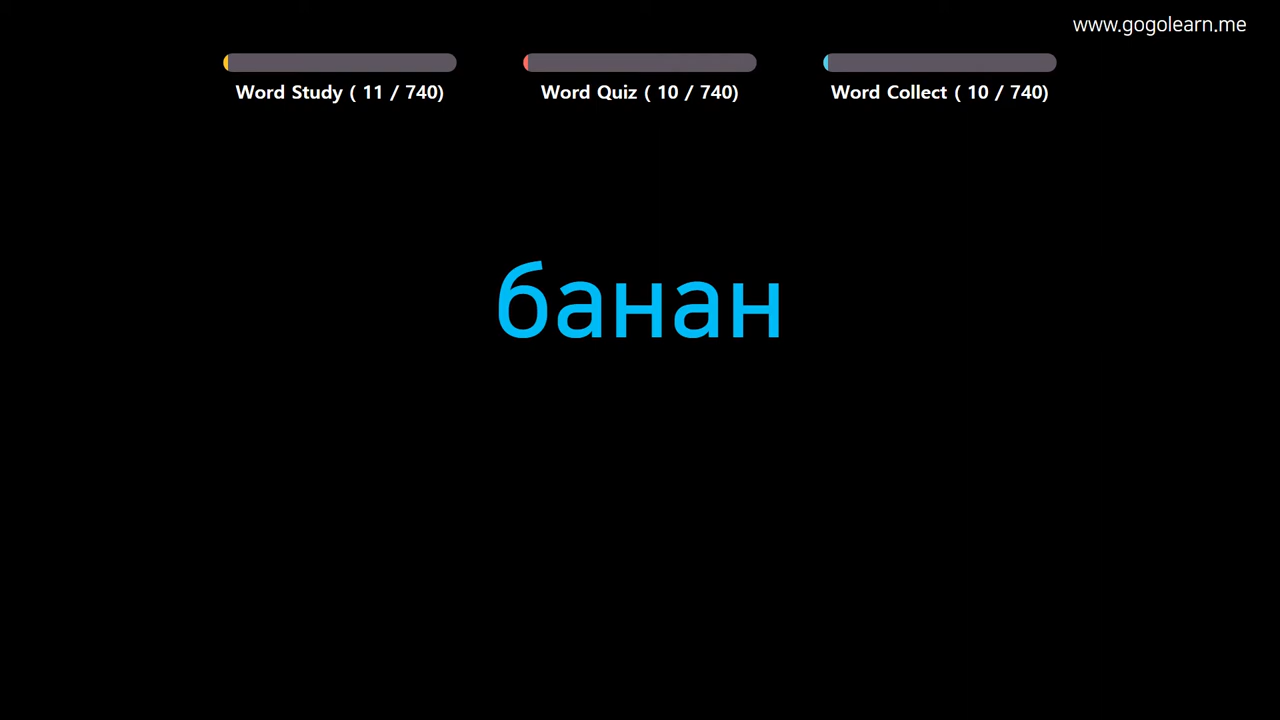 www.gogolearn.me
Word Study ( 11 / 740)
Word Quiz ( 10 / 740)
Word Collect ( 10 / 740)
банан